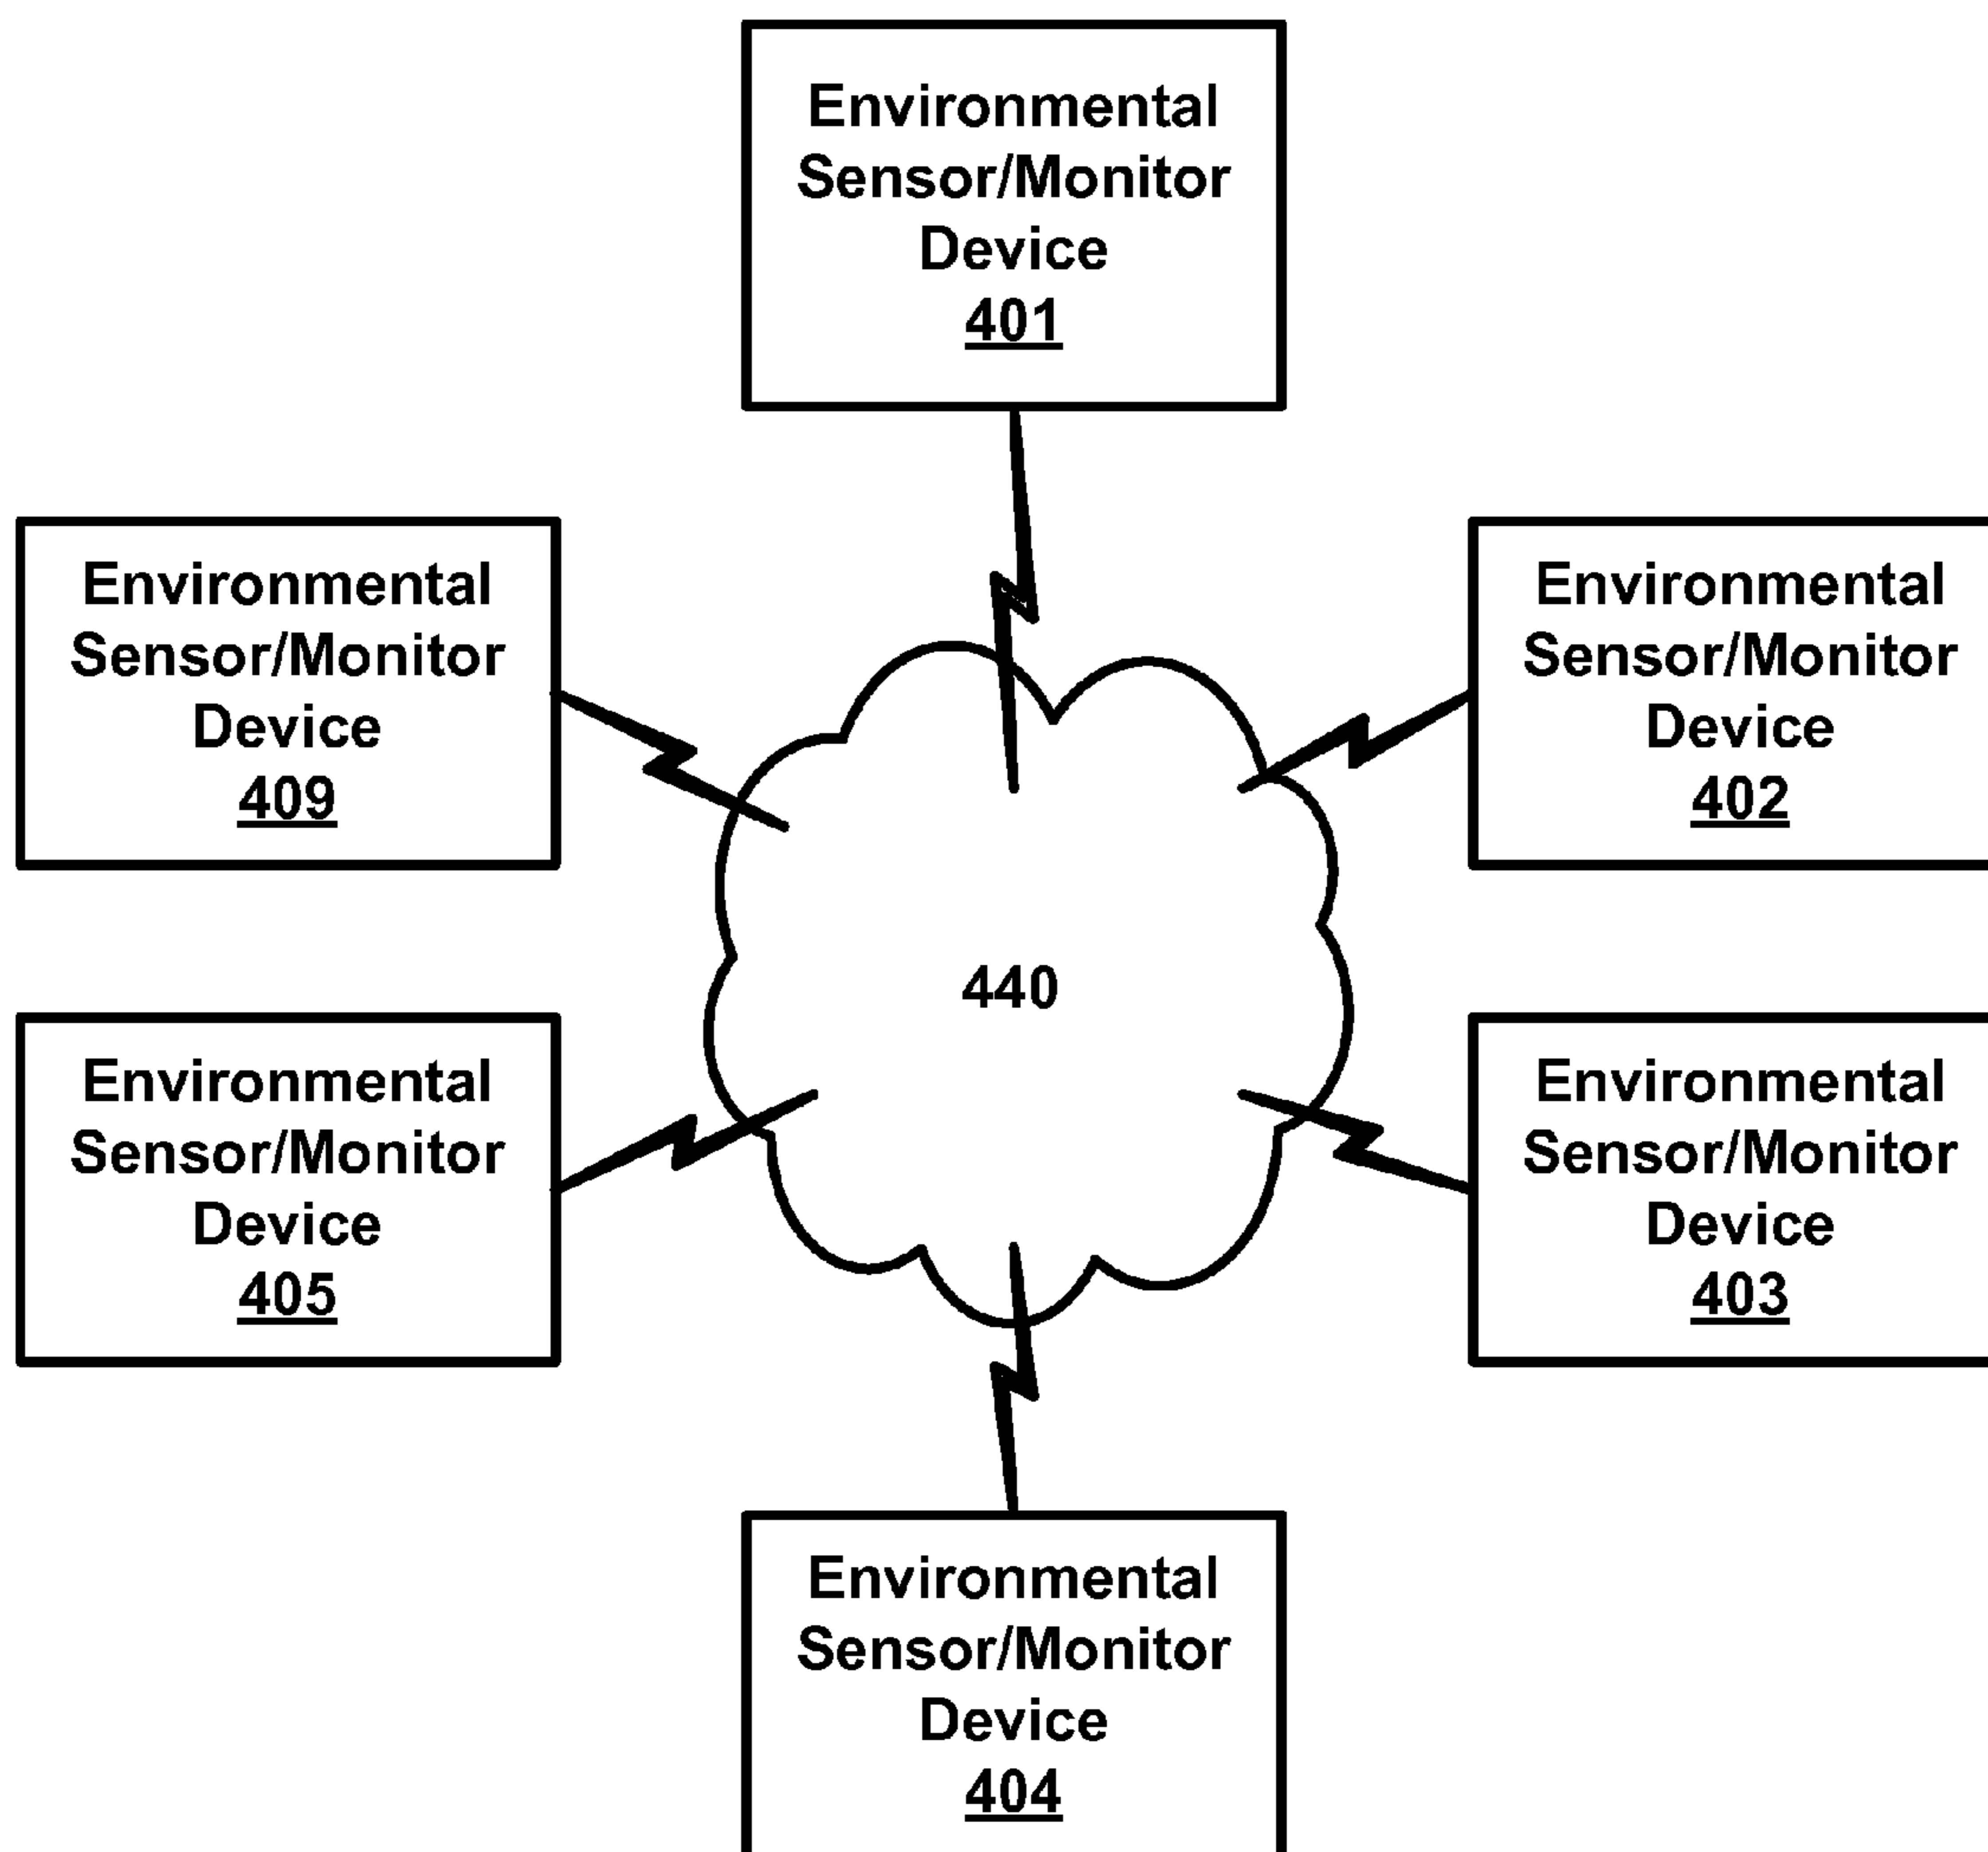 Environmental
Sensor/Monitor
Device
401
Environmental
Sensor/Monitor
Device
409
Environmental
Sensor/Monitor
Device
402
440
Environmental
Sensor/Monitor
Device
405
Environmental
Sensor/Monitor
Device
403
Environmental
Sensor/Monitor
Device
404